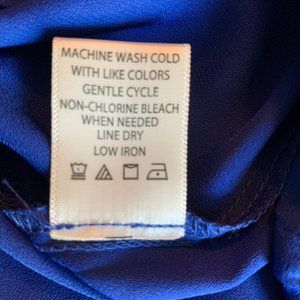 MACHINE WASH COLD
WITH LIKE COLORS
GENTLE CYCLE
NON-CHLORINE BLEACH
WHEN NEEDED
LINE DRY
LOW IRON